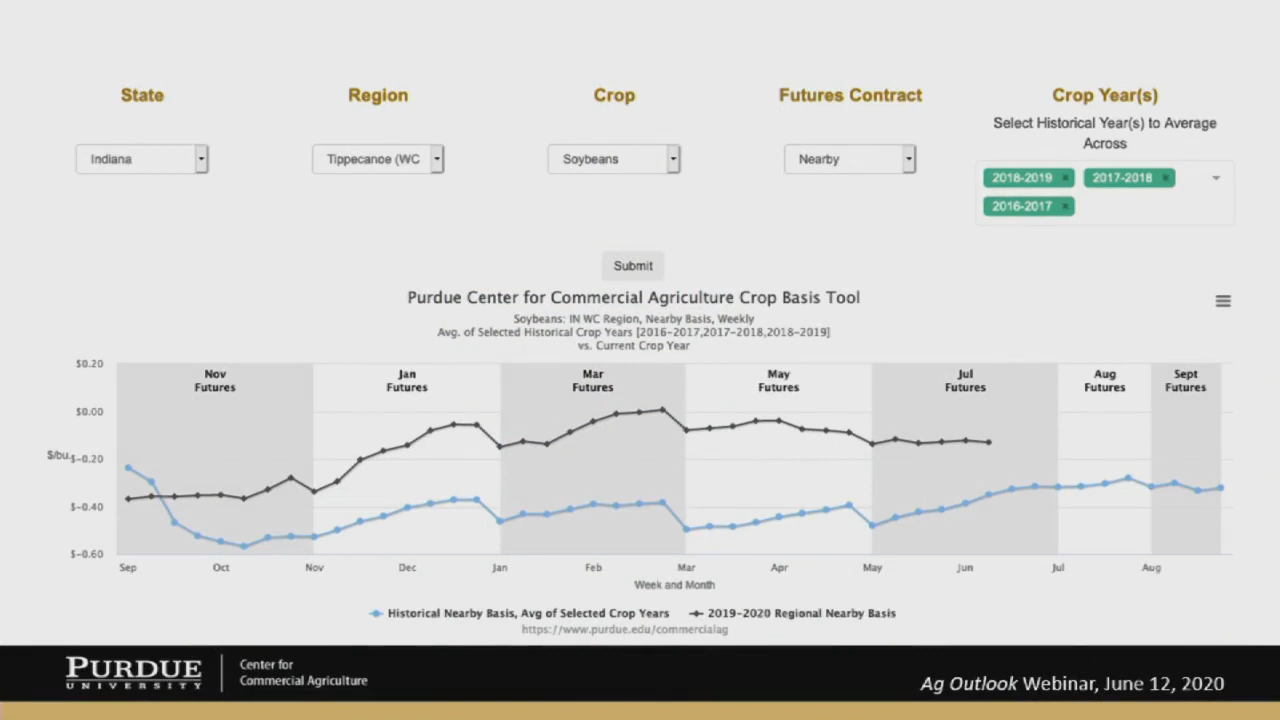 State Region Crop Futures Contract Crop Year(s)
Select Historical Year(s) to Average
Across
Indiana Tippecanoe (WC Soybeans Nearby
2018-2019 × 2017-2018 ×
2016-2017 ×
Submit
Purdue Center for Commercial Agriculture Crop Basis Tool
Soybeans: IN WC Region, Nearby Basis, Weekly
Avg. of Selected Historical Crop Years [2016-2017,2017-2018,2018-2019]
vs. Current Crop Year
$0.20
Nov Jan Mar May Jul Aug Sept
Futures Futures Futures Futures Futures Futures Futures
$0.00
$/bu.
$-0.20
$-0.40
$-0.60
Sep Oct Nov Dec Jan Feb Mar Apr May Jun Jul Aug
Week and Month
Historical Nearby Basis, Avg of Selected Crop Years 2019-2020 Regional Nearby Basis
https://www.purdue.edu/commercialag
PURDUE
UNIVERSITY
Center for
Commercial Agriculture
Ag Outlook Webinar, June 12, 2020